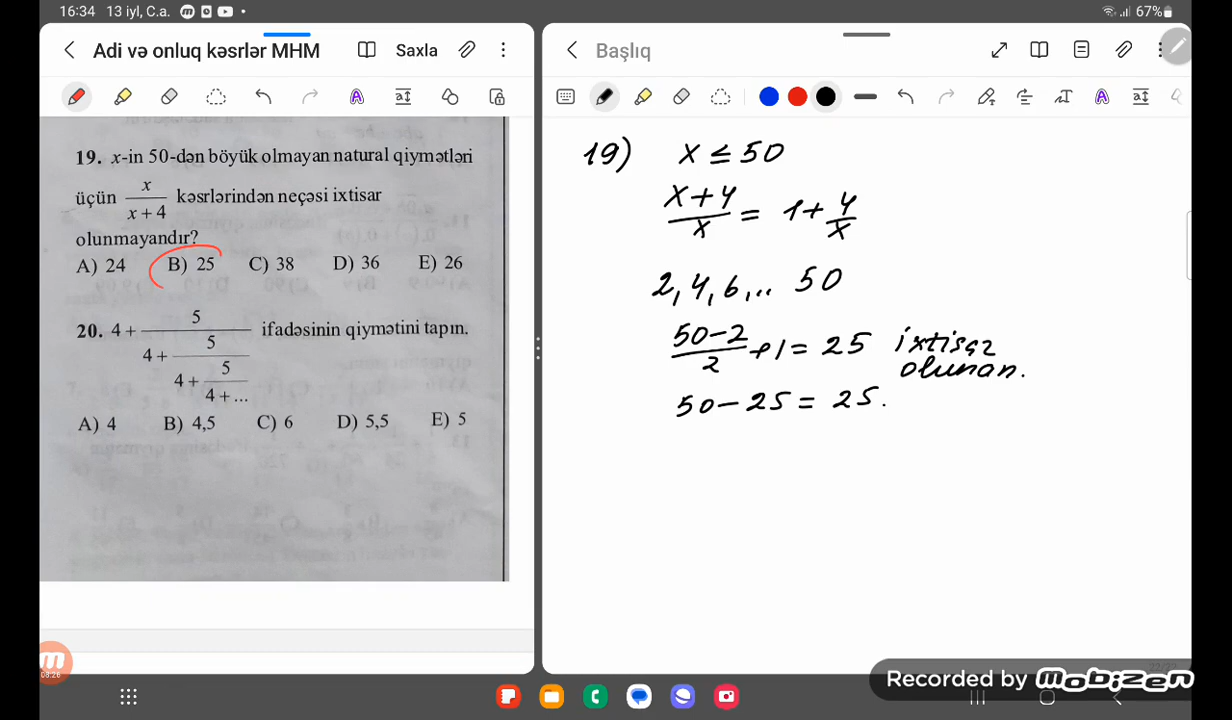 16:34 13 iyl, C.a. 67%
Adi və onluq kəsrlər MHM Saxla
Başlıq
19. x-in 50-dən böyük olmayan natural qiymətləri
üçün x/(x + 4) kəsrlərindən neçəsi ixtisar
olunmayandır?
A) 24 B) 25 C) 38 D) 36 E) 26
20. 4 + 5/(4 + 5/(4 + 5/(4 + ...))) ifadəsinin qiymətini tapın.
A) 4 B) 4,5 C) 6 D) 5,5 E) 5
19) x ≤ 50
(x+4)/x = 1 + 4/x
2, 4, 6, ... 50
(50-2)/2 + 1 = 25 ixtisar
olunan.
50 - 25 = 25.
08:26
Recorded by mobizen